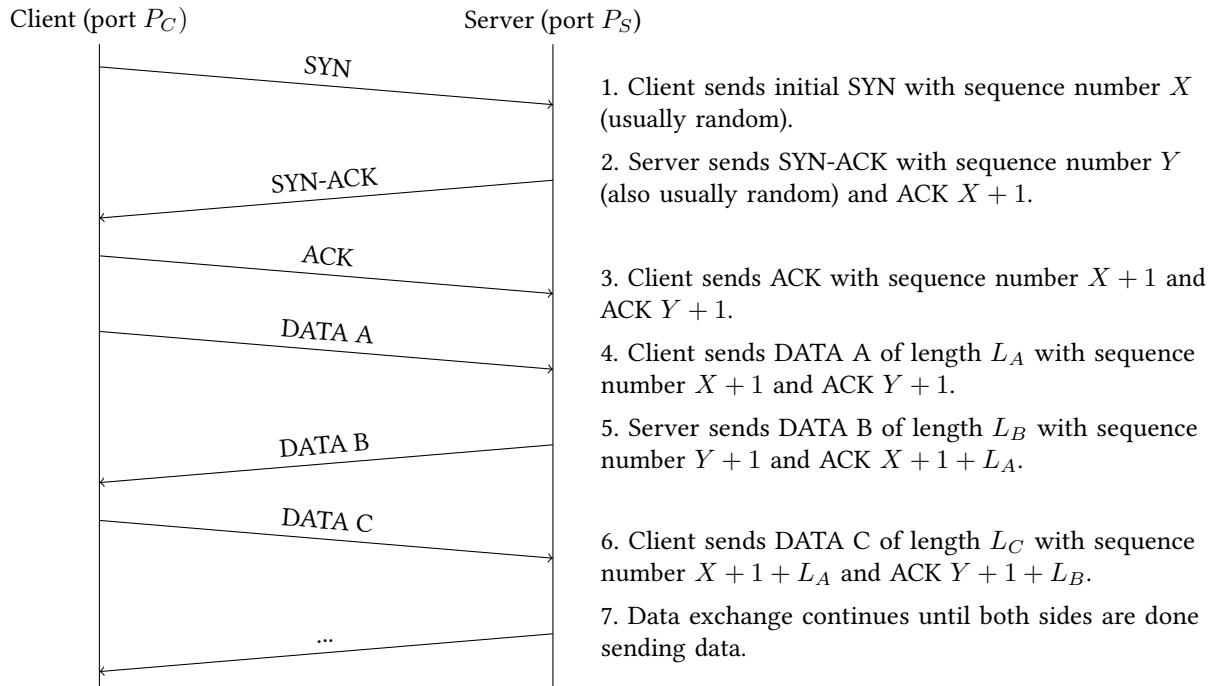 Client (port P_C) Server (port P_S)
SYN
1. Client sends initial SYN with sequence number X
(usually random).
SYN-ACK
2. Server sends SYN-ACK with sequence number Y
(also usually random) and ACK X + 1.
ACK
3. Client sends ACK with sequence number X + 1 and
ACK Y + 1.
DATA A
4. Client sends DATA A of length L_A with sequence
number X + 1 and ACK Y + 1.
DATA B
5. Server sends DATA B of length L_B with sequence
number Y + 1 and ACK X + 1 + L_A.
DATA C
6. Client sends DATA C of length L_C with sequence
number X + 1 + L_A and ACK Y + 1 + L_B.
...
7. Data exchange continues until both sides are done
sending data.